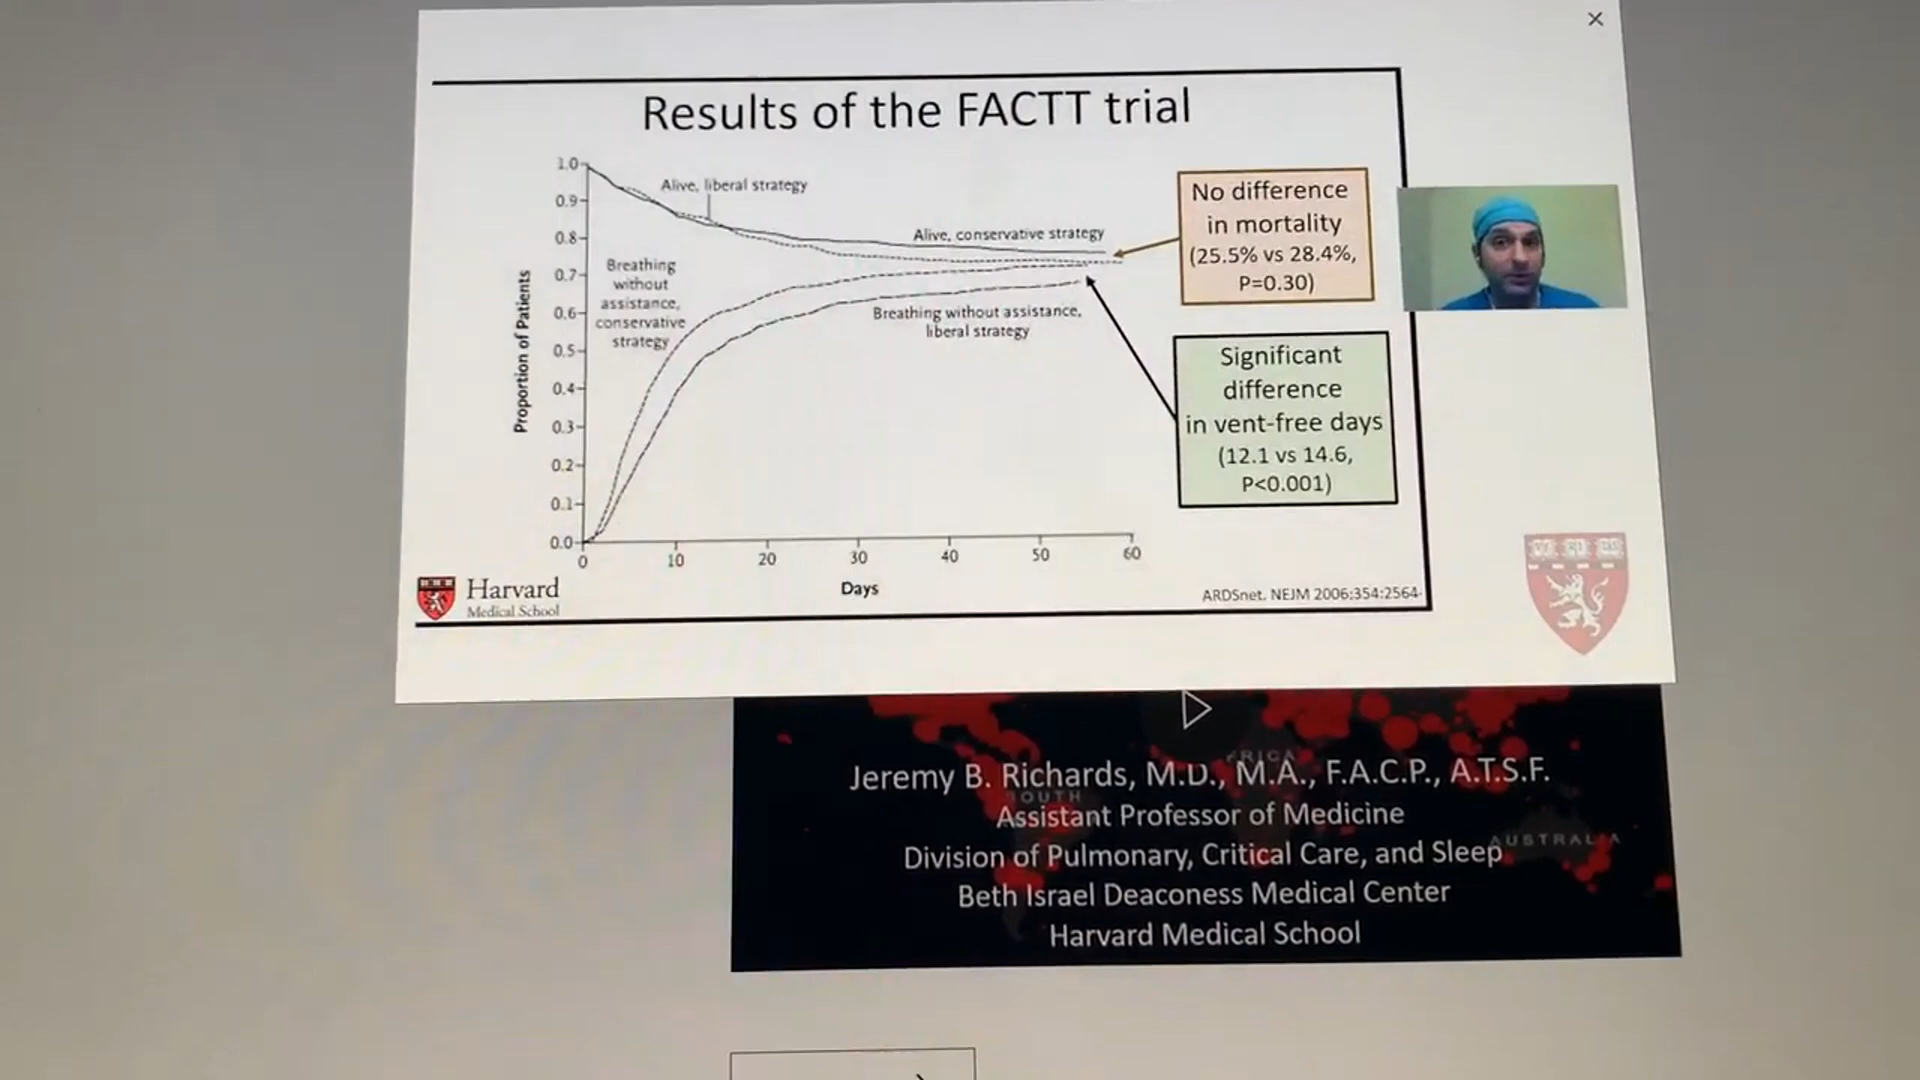 Results of the FACTT trial
1.0
0.9
0.8
0.7
0.6
0.5
0.4
0.3
0.2
0.1
0.0
Proportion of Patients
Alive, liberal strategy
Alive, conservative strategy
Breathing
without
assistance,
conservative
strategy
Breathing without assistance,
liberal strategy
0 10 20 30 40 50 60
Days
No difference
in mortality
(25.5% vs 28.4%,
P=0.30)
Significant
difference
in vent-free days
(12.1 vs 14.6,
P<0.001)
Harvard
Medical School
ARDSnet. NEJM 2006:354:2564-
Jeremy B. Richards, M.D., M.A., F.A.C.P., A.T.S.F.
SOUTH
Assistant Professor of Medicine
Division of Pulmonary, Critical Care, and Sleep
AUSTRALIA
Beth Israel Deaconess Medical Center
Harvard Medical School